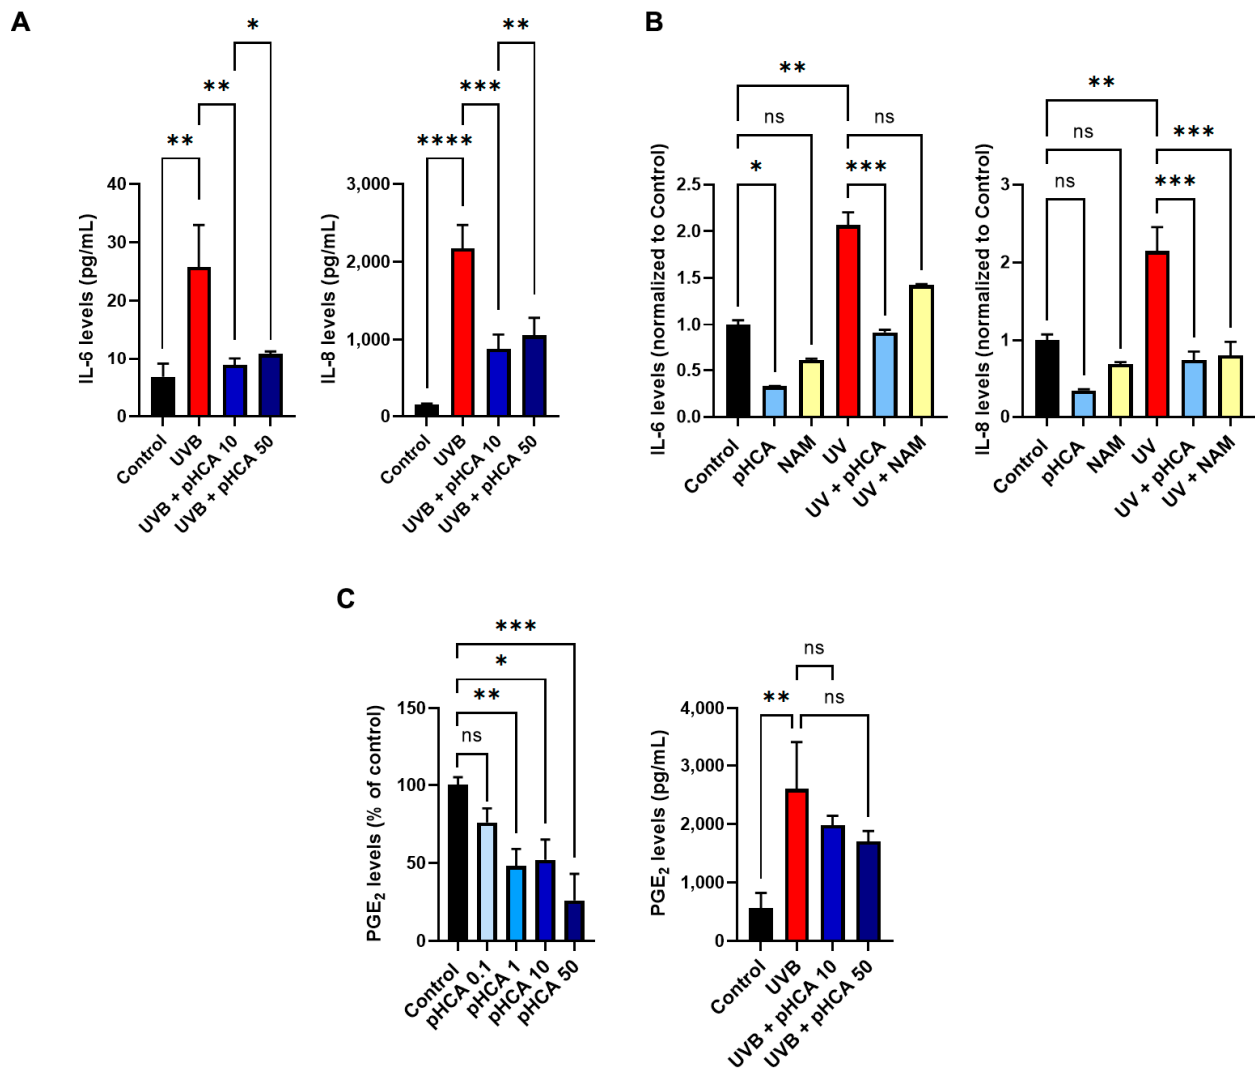 A
*
**
**
IL-6 levels (pg/mL)
40
30
20
10
0
Control
UVB
UVB + pHCA 10
UVB + pHCA 50
**
***
****
IL-8 levels (pg/mL)
3,000
2,000
1,000
0
Control
UVB
UVB + pHCA 10
UVB + pHCA 50
B
**
ns
ns
*
***
IL-6 levels (normalized to Control)
2.5
2.0
1.5
1.0
0.5
0.0
Control
pHCA
NAM
UV
UV + pHCA
UV + NAM
**
ns
***
ns
***
IL-8 levels (normalized to Control)
3
2
1
0
Control
pHCA
NAM
UV
UV + pHCA
UV + NAM
C
***
*
**
ns
PGE₂ levels (% of control)
150
100
50
0
Control
pHCA 0.1
pHCA 1
pHCA 10
pHCA 50
ns
**
ns
PGE₂ levels (pg/mL)
4,000
3,000
2,000
1,000
0
Control
UVB
UVB + pHCA 10
UVB + pHCA 50